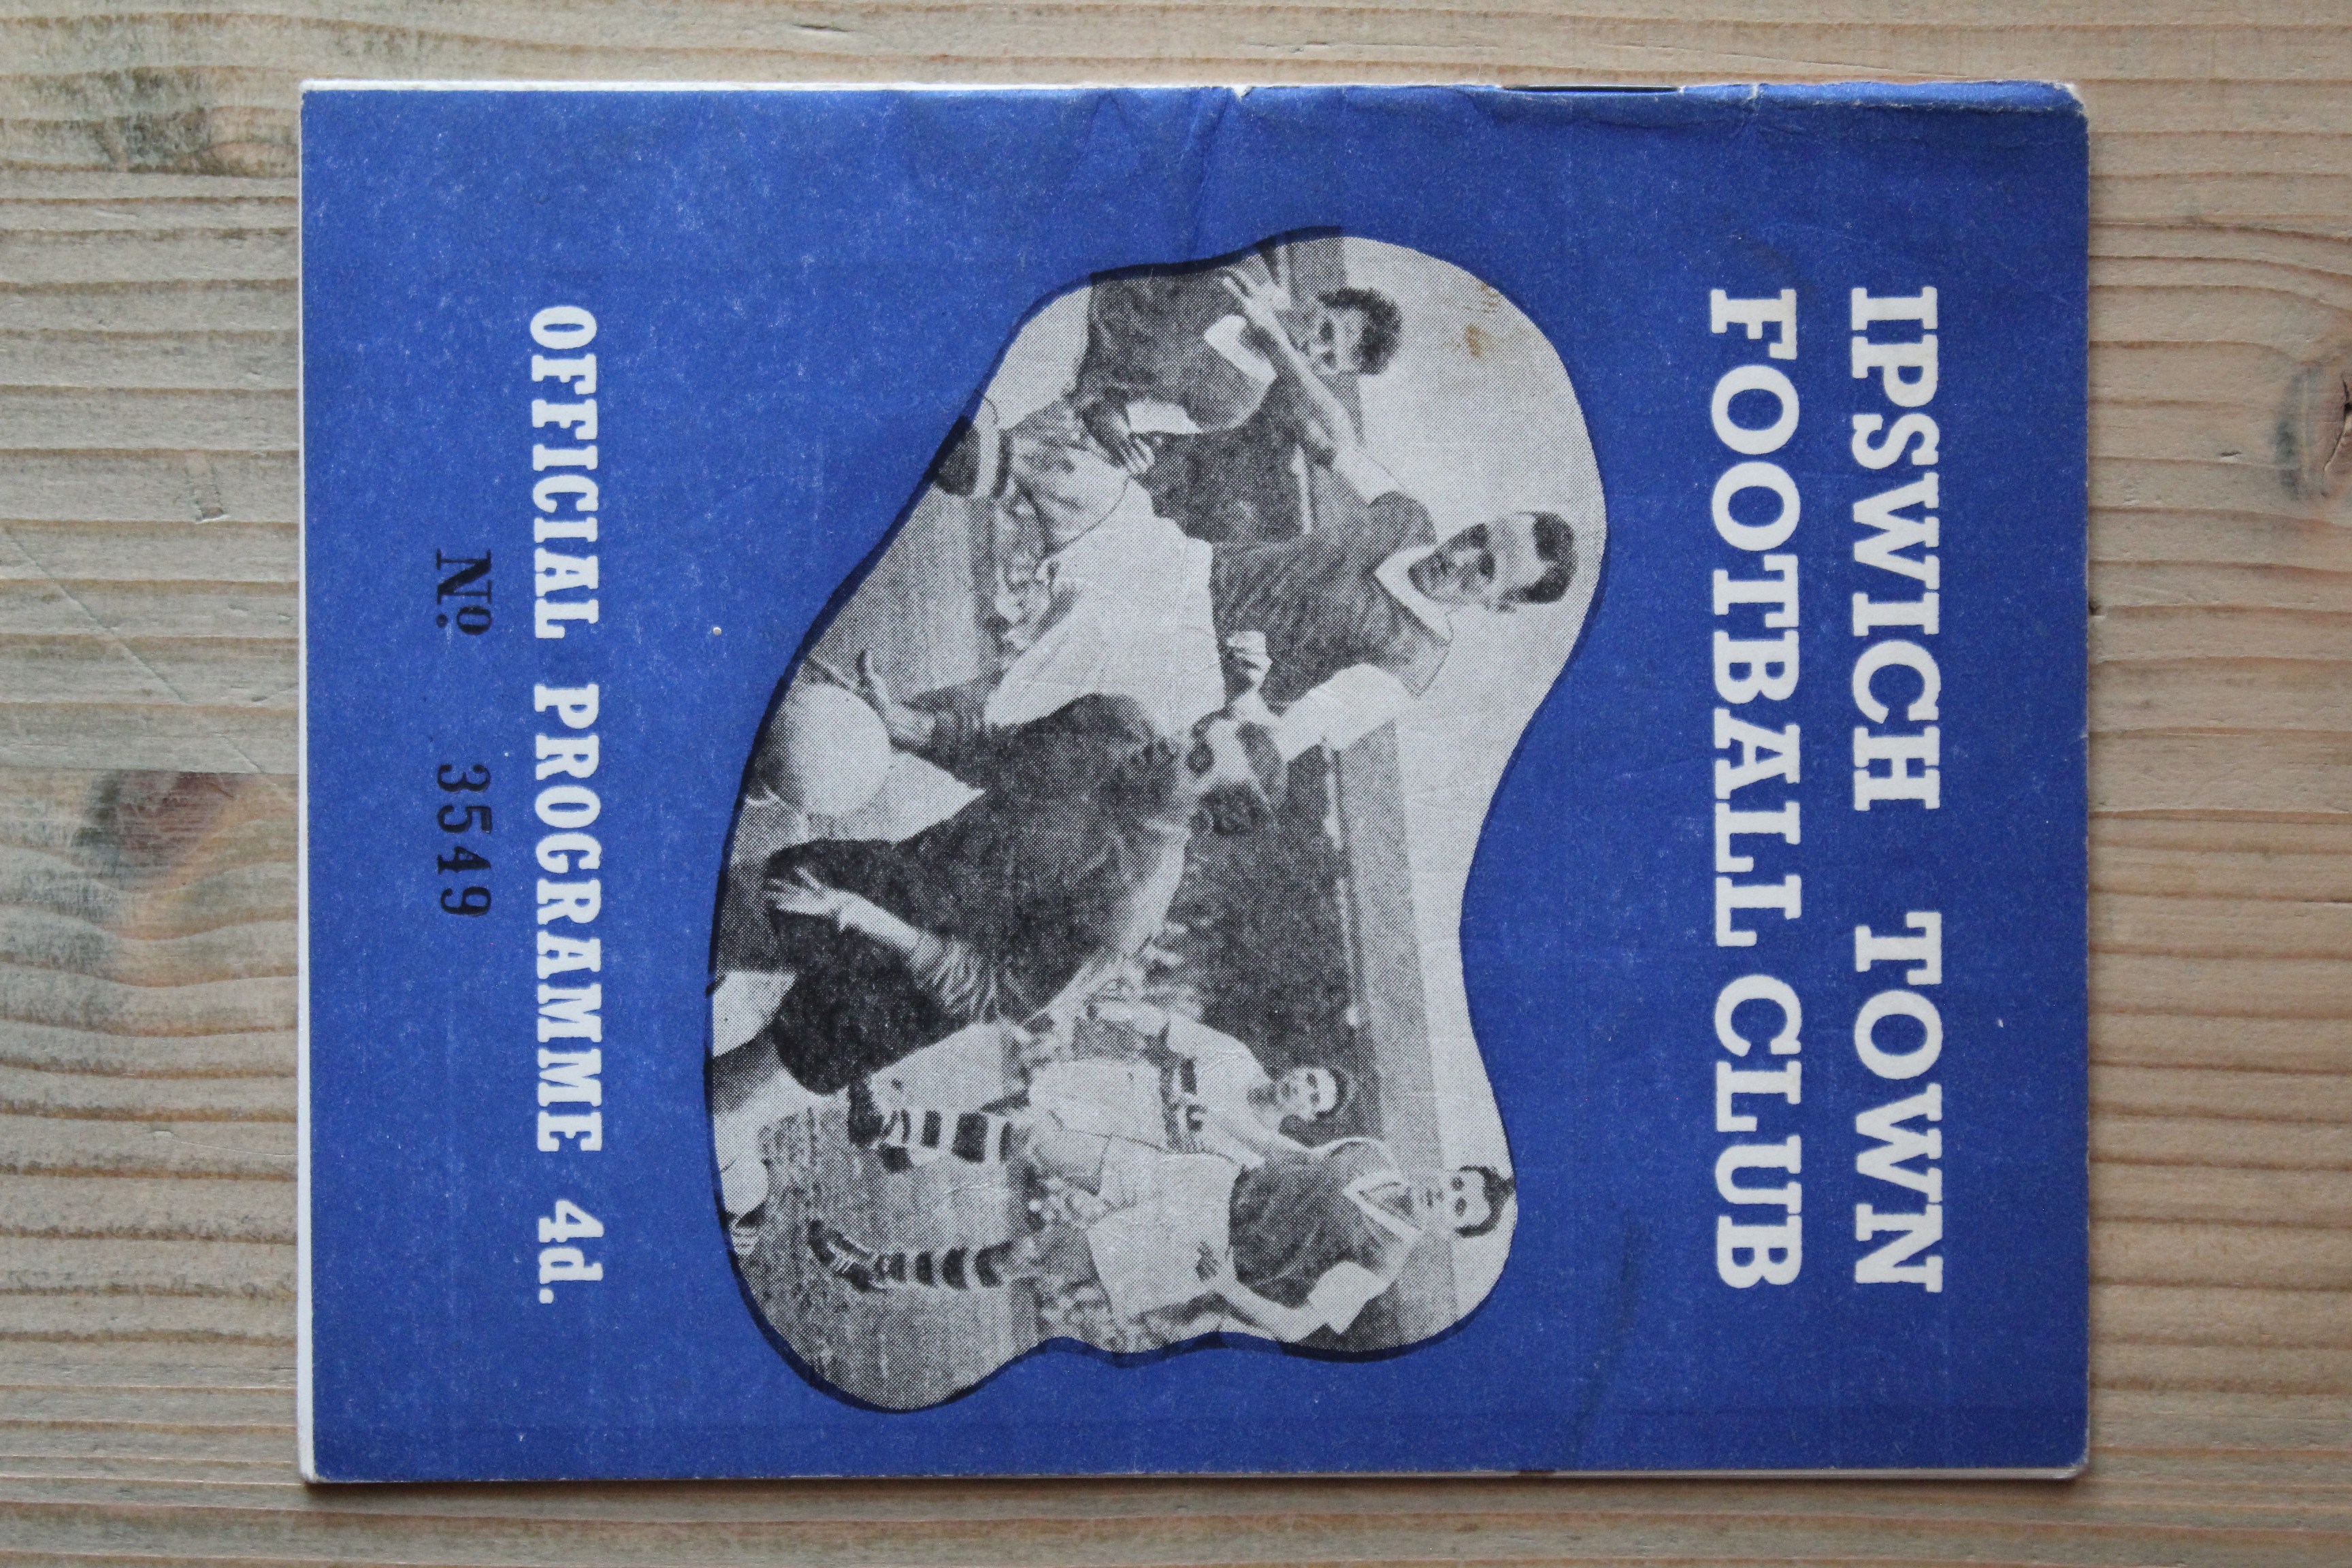 IPSWICH TOWN
FOOTBALL CLUB
OFFICIAL PROGRAMME 4d.
Nº 3549